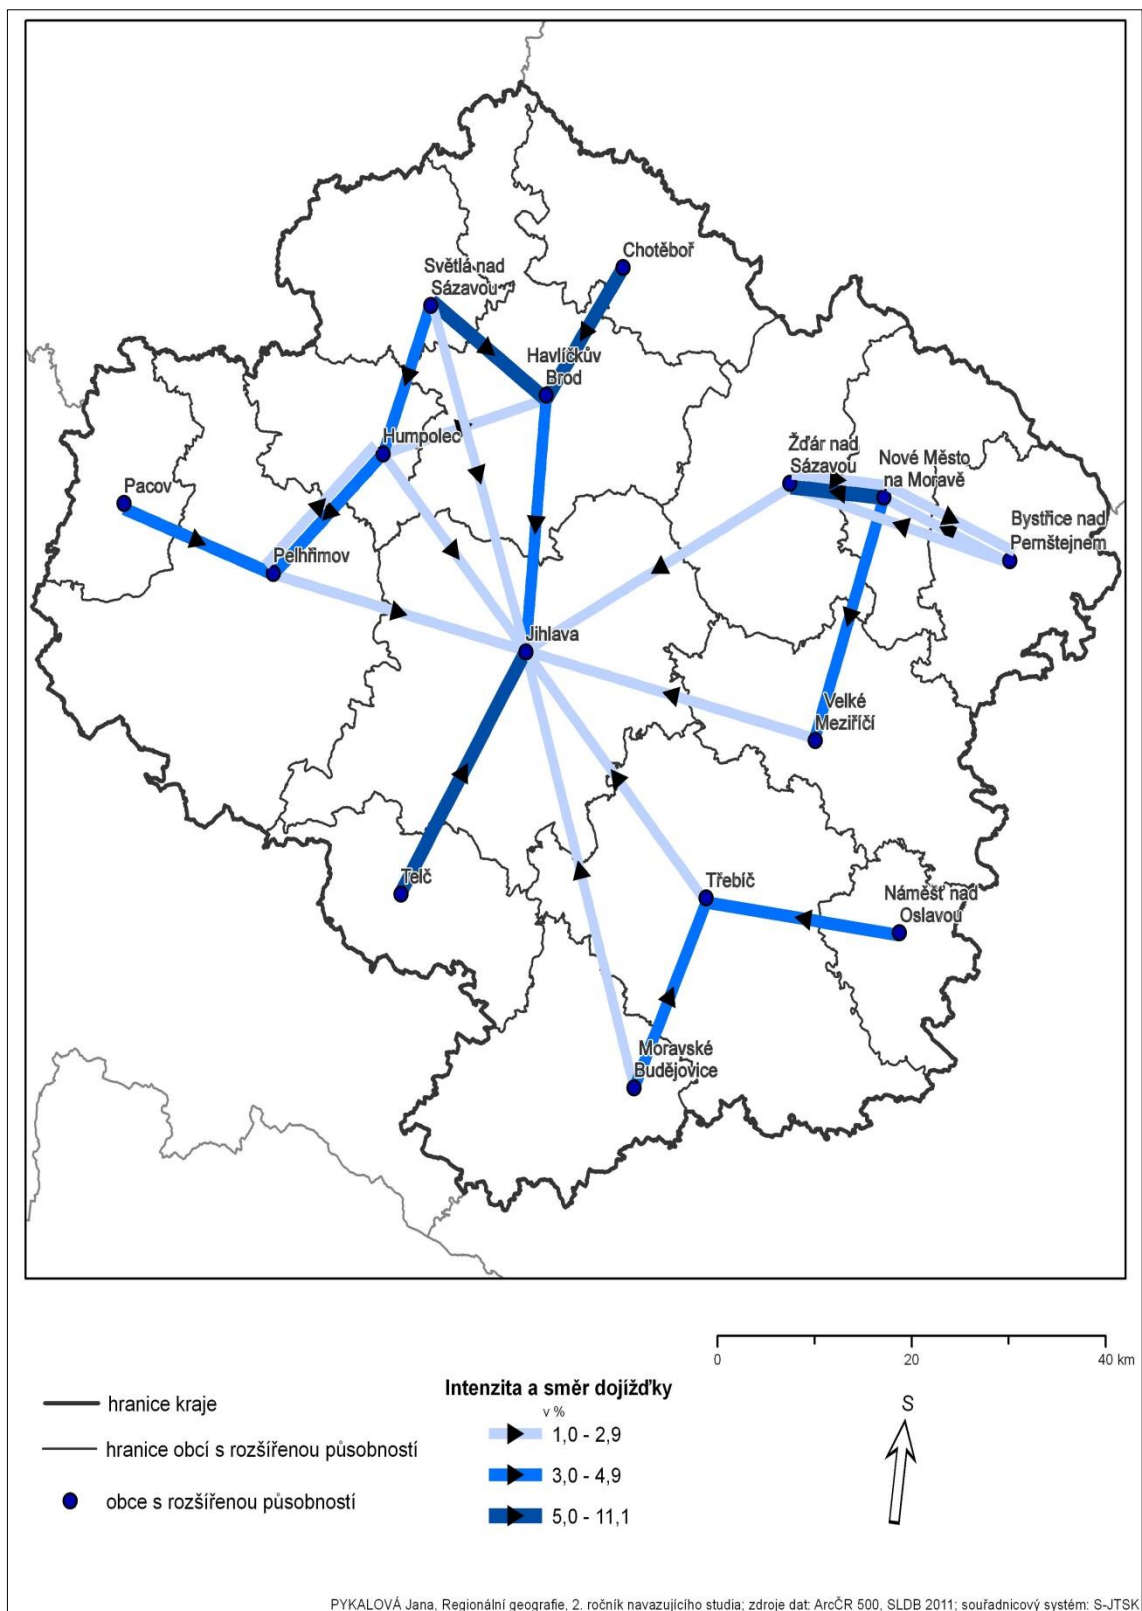 Chotěboř
Světlá nad
Sázavou
Havlíčkův
Brod
Humpolec
Žďár nad
Sázavou
Nové Město
na Moravě
Pacov
Bystřice nad
Pernštejnem
Pelhřimov
Jihlava
Velké
Meziříčí
Telč
Třebíč
Náměšť nad
Oslavou
Moravské
Budějovice
0 20 40 km
Intenzita a směr dojížďky
v %
1,0 - 2,9
3,0 - 4,9
5,0 - 11,1
hranice kraje
hranice obcí s rozšířenou působností
obce s rozšířenou působností
S
PYKALOVÁ Jana, Regionální geografie, 2. ročník navazujícího studia; zdroje dat: ArcČR 500, SLDB 2011; souřadnicový systém: S-JTSK